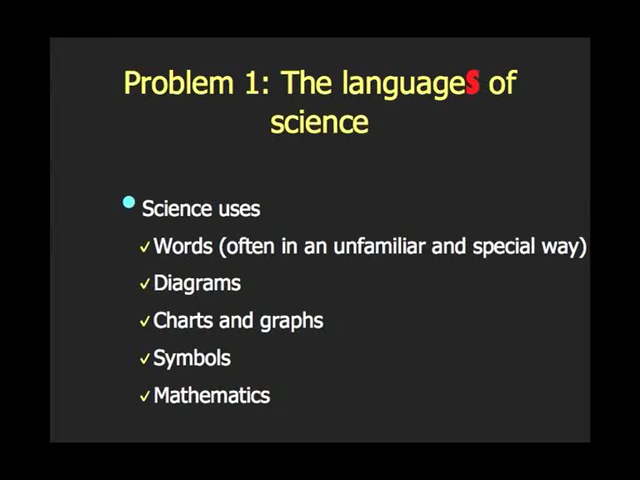 Problem 1: The languages of
science
Science uses
✓Words (often in an unfamiliar and special way)
✓Diagrams
✓Charts and graphs
✓Symbols
✓Mathematics